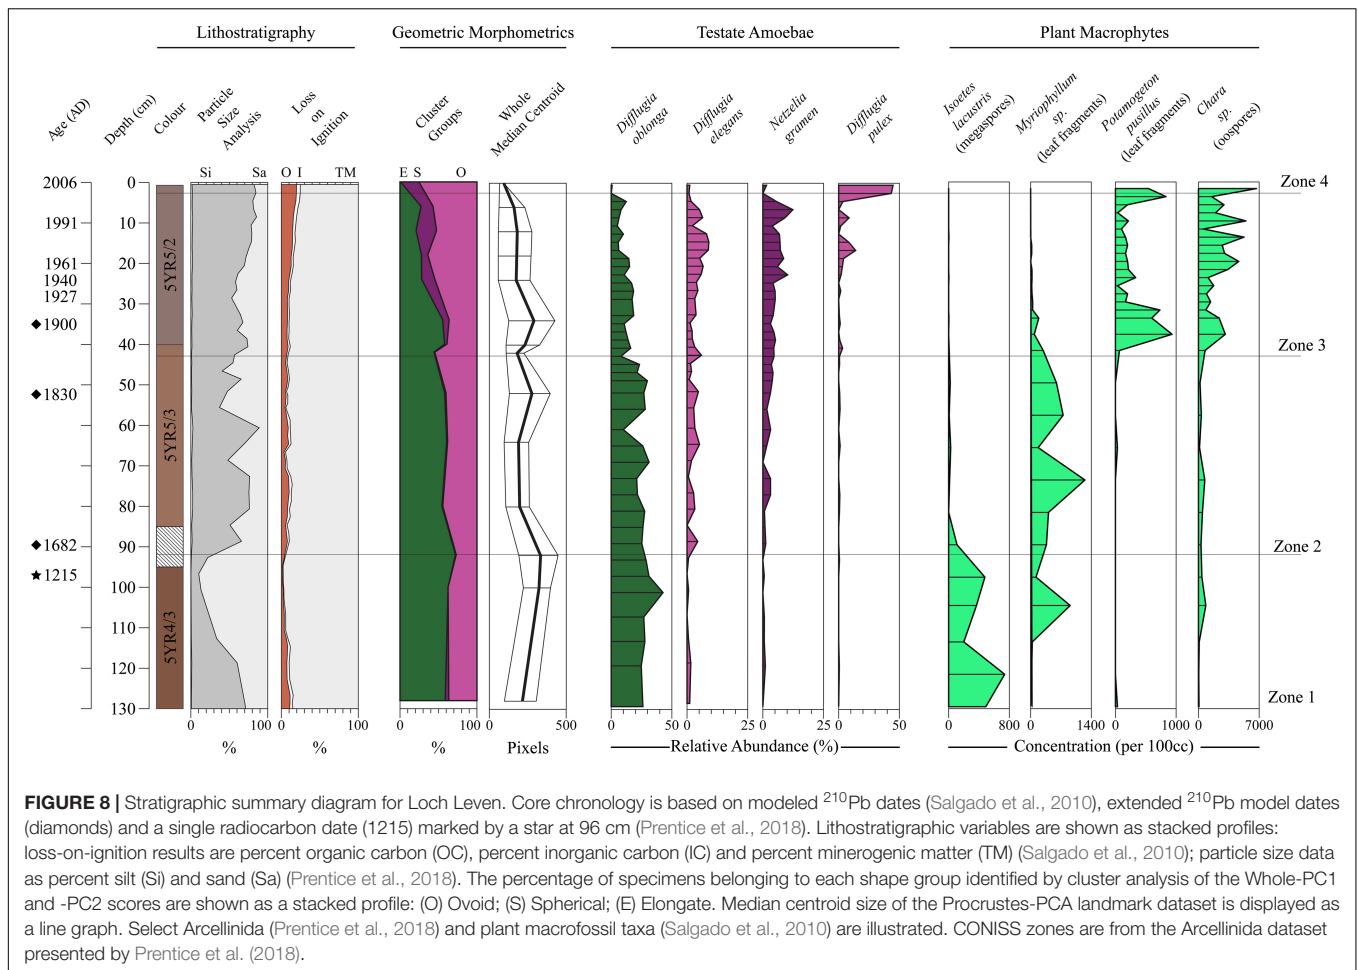 Lithostratigraphy
Geometric Morphometrics
Testate Amoebae
Plant Macrophytes
Age (AD)
Depth (cm)
Colour
Particle
Size
Analysis
Loss
on
Ignition
Cluster
Groups
Whole
Median Centroid
Difflugia
oblonga
Difflugia
elegans
Netzelia
gramen
Difflugia
pulex
Isoetes
lacustris
(megaspores)
Myriophyllum
sp.
(leaf fragments)
Potamogeton
pusilus
(leaf fragments)
Chara
sp.
(oospores)
Si Sa O I TM E S O
2006 0 Zone 4
10
1991
1961 20
1940
1927
30
1900
40 Zone 3
50
1830
60
70
80
1682 90 Zone 2
1215
100
110
120
130 Zone 1
5YR5/2
5YR5/3
5YR4/3
0 100 0 100 0 100 0 500 0 50 0 25 0 25 0 50 0 800 0 1400 0 1000 0 7000
% % % Pixels Relative Abundance (%) Concentration (per 100cc)
FIGURE 8 | Stratigraphic summary diagram for Loch Leven. Core chronology is based on modeled 210Pb dates (Salgado et al., 2010), extended 210Pb model dates
(diamonds) and a single radiocarbon date (1215) marked by a star at 96 cm (Prentice et al., 2018). Lithostratigraphic variables are shown as stacked profiles:
loss-on-ignition results are percent organic carbon (OC), percent inorganic carbon (IC) and percent minerogenic matter (TM) (Salgado et al., 2010); particle size data
as percent silt (Si) and sand (Sa) (Prentice et al., 2018). The percentage of specimens belonging to each shape group identified by cluster analysis of the Whole-PC1
and -PC2 scores are shown as a stacked profile: (O) Ovoid; (S) Spherical; (E) Elongate. Median centroid size of the Procrustes-PCA landmark dataset is displayed as
a line graph. Select Arcellinida (Prentice et al., 2018) and plant macrofossil taxa (Salgado et al., 2010) are illustrated. CONISS zones are from the Arcellinida dataset
presented by Prentice et al. (2018).